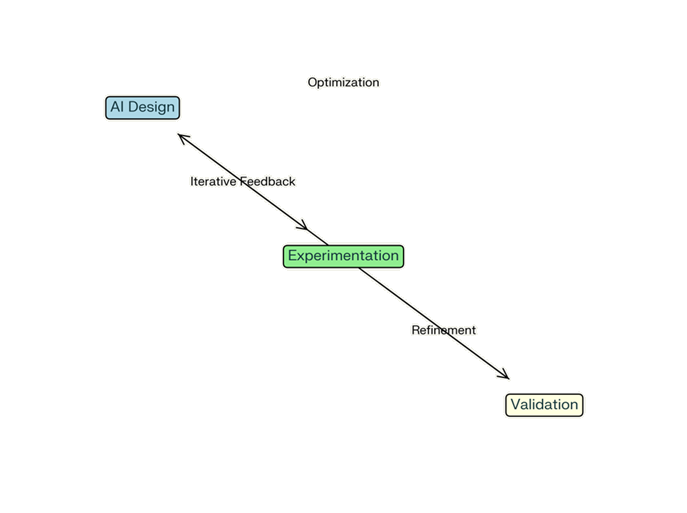 Optimization
AI Design
Iterative Feedback
Experimentation
Refinement
Validation